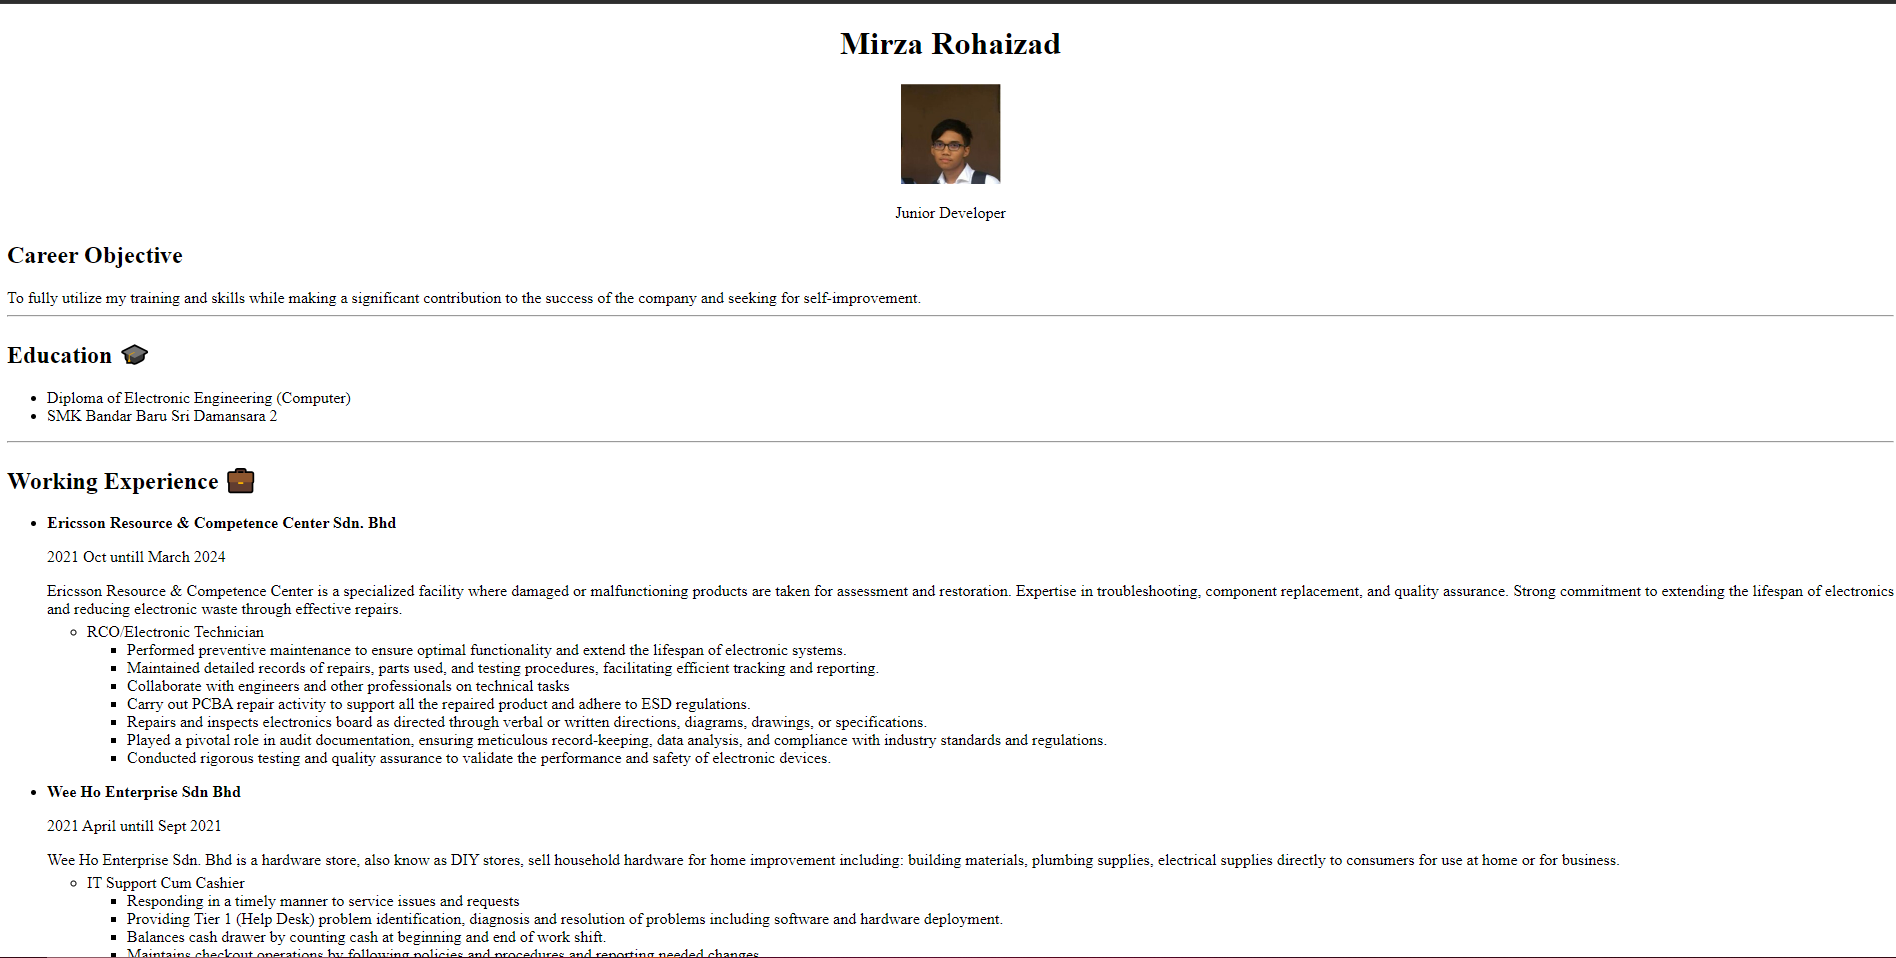 Mirza Rohaizad
Junior Developer
Career Objective
To fully utilize my training and skills while making a significant contribution to the success of the company and seeking for self-improvement.
Education
Diploma of Electronic Engineering (Computer)
SMK Bandar Baru Sri Damansara 2
Working Experience
Ericsson Resource & Competence Center Sdn. Bhd
2021 Oct untill March 2024
Ericsson Resource & Competence Center is a specialized facility where damaged or malfunctioning products are taken for assessment and restoration. Expertise in troubleshooting, component replacement, and quality assurance. Strong commitment to extending the lifespan of electronics
and reducing electronic waste through effective repairs.
RCO/Electronic Technician
Performed preventive maintenance to ensure optimal functionality and extend the lifespan of electronic systems.
Maintained detailed records of repairs, parts used, and testing procedures, facilitating efficient tracking and reporting.
Collaborate with engineers and other professionals on technical tasks
Carry out PCBA repair activity to support all the repaired product and adhere to ESD regulations.
Repairs and inspects electronics board as directed through verbal or written directions, diagrams, drawings, or specifications.
Played a pivotal role in audit documentation, ensuring meticulous record-keeping, data analysis, and compliance with industry standards and regulations.
Conducted rigorous testing and quality assurance to validate the performance and safety of electronic devices.
Wee Ho Enterprise Sdn Bhd
2021 April untill Sept 2021
Wee Ho Enterprise Sdn. Bhd is a hardware store, also know as DIY stores, sell household hardware for home improvement including: building materials, plumbing supplies, electrical supplies directly to consumers for use at home or for business.
IT Support Cum Cashier
Responding in a timely manner to service issues and requests
Providing Tier 1 (Help Desk) problem identification, diagnosis and resolution of problems including software and hardware deployment.
Balances cash drawer by counting cash at beginning and end of work shift.
Maintains checkout operations by following policies and procedures and reporting needed changes.